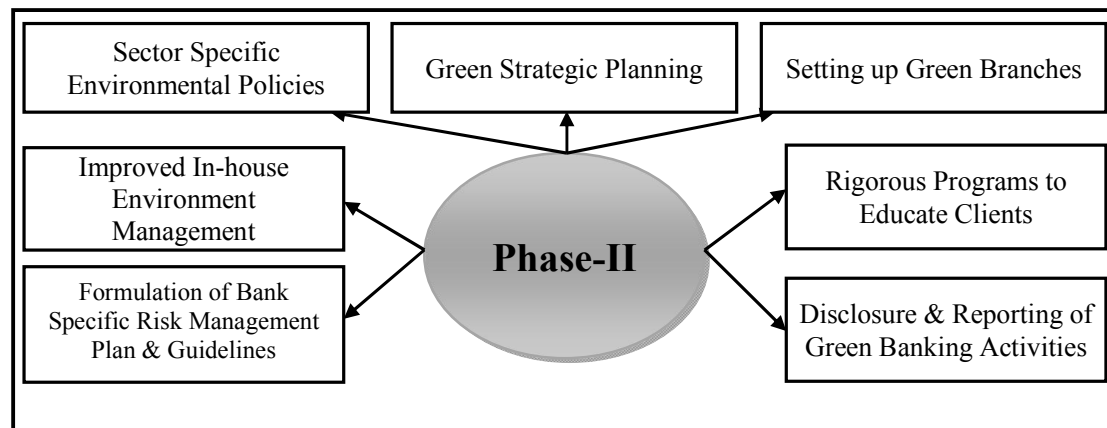 Sector Specific
Environmental Policies
Green Strategic Planning
Setting up Green Branches
Improved In-house
Environment
Management
Rigorous Programs to
Educate Clients
Phase-II
Formulation of Bank
Specific Risk Management
Plan & Guidelines
Disclosure & Reporting of
Green Banking Activities